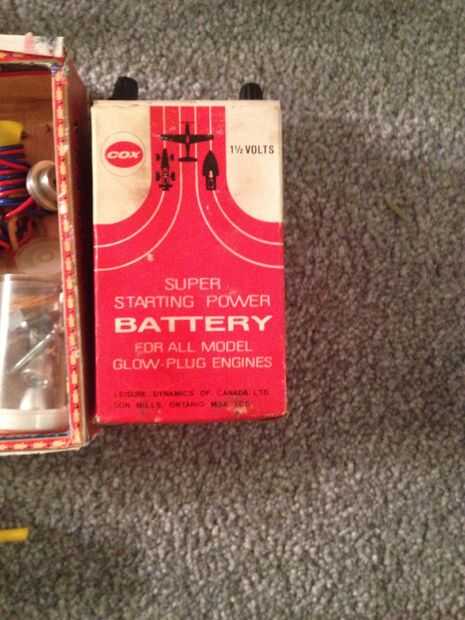 COX
1½ VOLTS
SUPER
STARTING POWER
BATTERY
FOR ALL MODEL
GLOW-PLUG ENGINES
LEISURE DYNAMICS OF CANADA LTD.
DON MILLS, ONTARIO